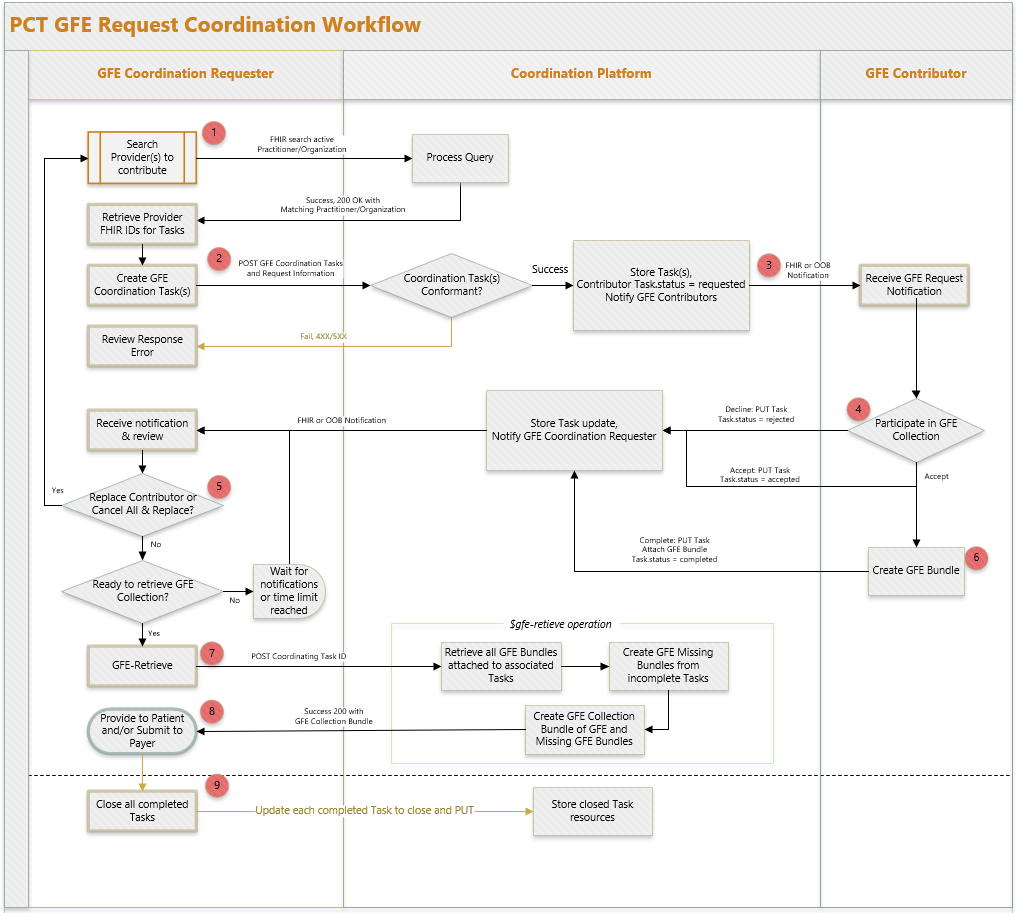 PCT GFE Request Coordination Workflow
GFE Coordination Requester
Coordination Platform
GFE Contributor
1
Search
Provider(s) to
contribute
FHIR search active
Practitioner/Organization
Process Query
Success, 200 OK with
Matching Practitioner/Organization
Retrieve Provider
FHIR IDs for Tasks
2
Create GFE
Coordination Task(s)
POST GFE Coordination Tasks
and Request Information
Coordination Task(s)
Conformant?
Success
Store Task(s),
Contributor Task.status = requested
Notify GFE Contributors
3
FHIR or OOB
Notification
Receive GFE Request
Notification
Fail, 4XX/5XX
Review Response
Error
Receive notification
& review
FHIR or OOB Notification
Store Task update,
Notify GFE Coordination Requester
Decline: PUT Task
Task.status = rejected
4
Participate in GFE
Collection
Accept: PUT Task
Task.status = accepted
Accept
5
Replace Contributor or
Cancel All & Replace?
Yes
No
Complete: PUT Task
Attach GFE Bundle
Task.status = completed
6
Create GFE Bundle
Ready to retrieve GFE
Collection?
No
Wait for
notifications
or time limit
reached
Yes
$gfe-retieve operation
7
GFE-Retrieve
POST Coordinating Task ID
Retrieve all GFE Bundles
attached to associated
Tasks
Create GFE Missing
Bundles from
incomplete Tasks
8
Provide to Patient
and/or Submit to
Payer
Success 200 with
GFE Collection Bundle
Create GFE Collection
Bundle of GFE and
Missing GFE Bundles
9
Close all completed
Tasks
Update each completed Task to close and PUT
Store closed Task
resources